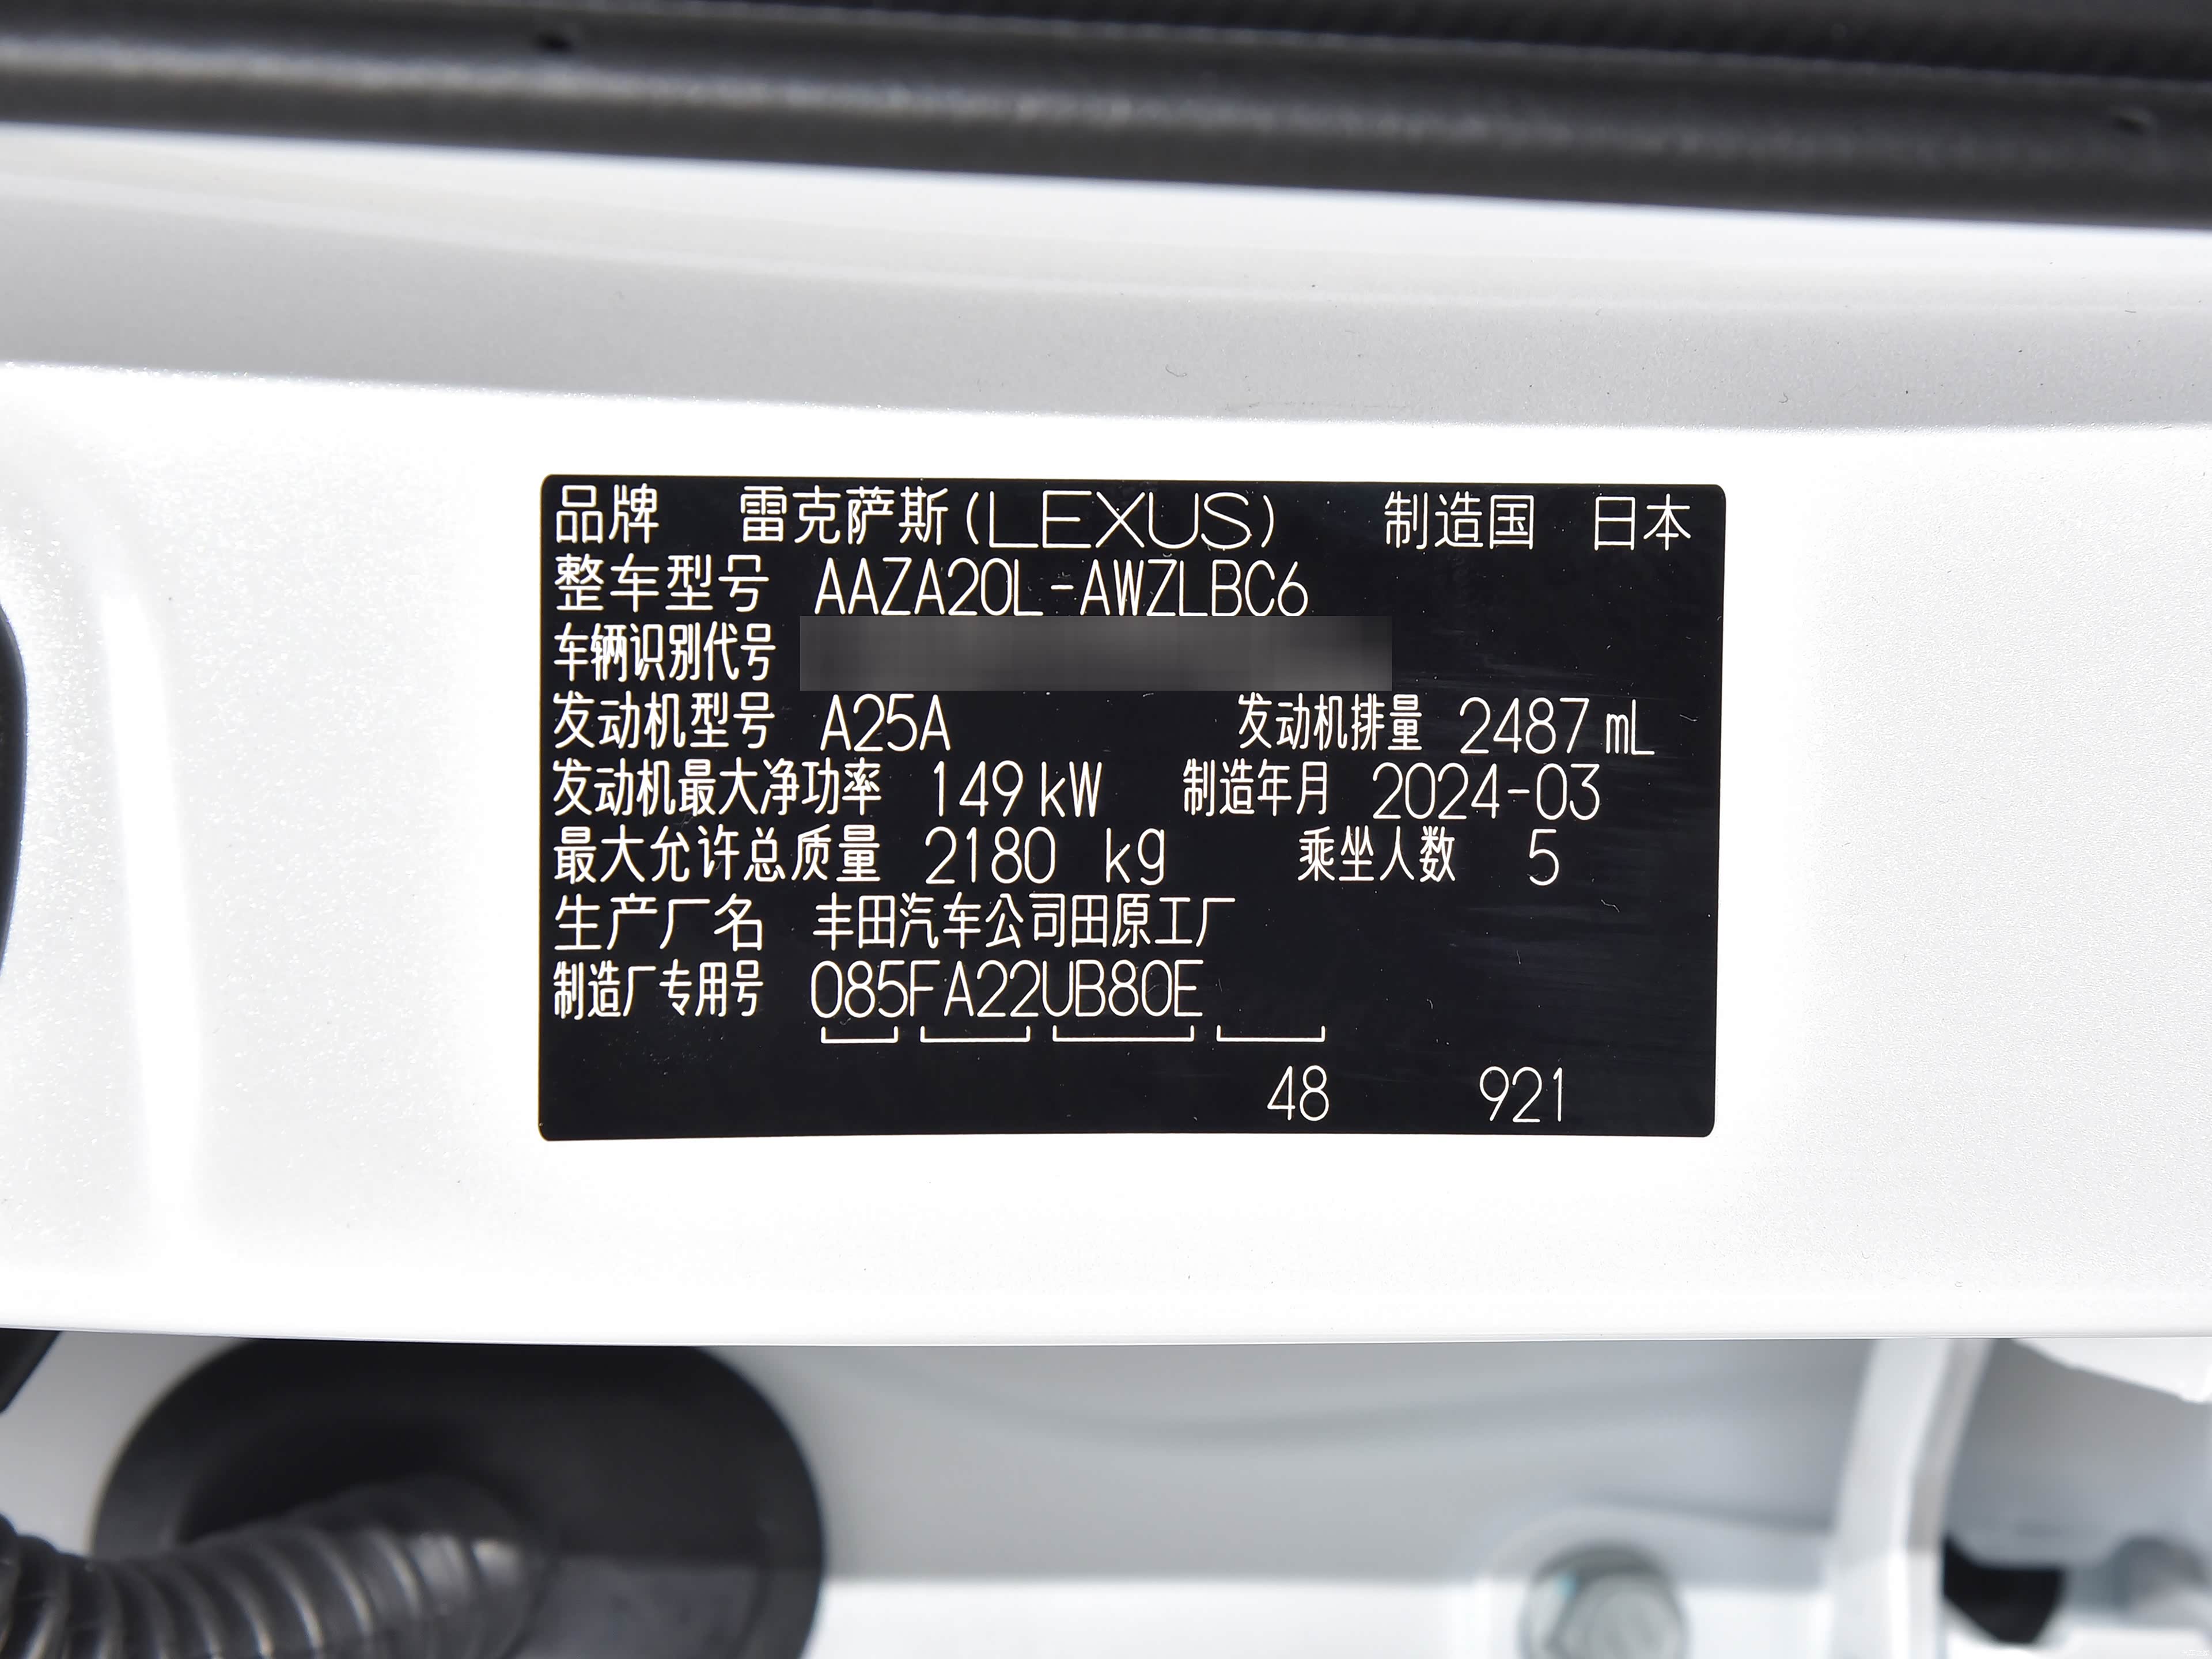 品牌 雷克萨斯(LEXUS) 制造国 日本
整车型号 AAZA20L-AWZLBC6
车辆识别代号
发动机型号 A25A 发动机排量 2487 mL
发动机最大净功率 149 kW 制造年月 2024-03
最大允许总质量 2180 kg 乘坐人数 5
生产厂名 丰田汽车公司田原工厂
制造厂专用号 085FA22UB80E
48 921